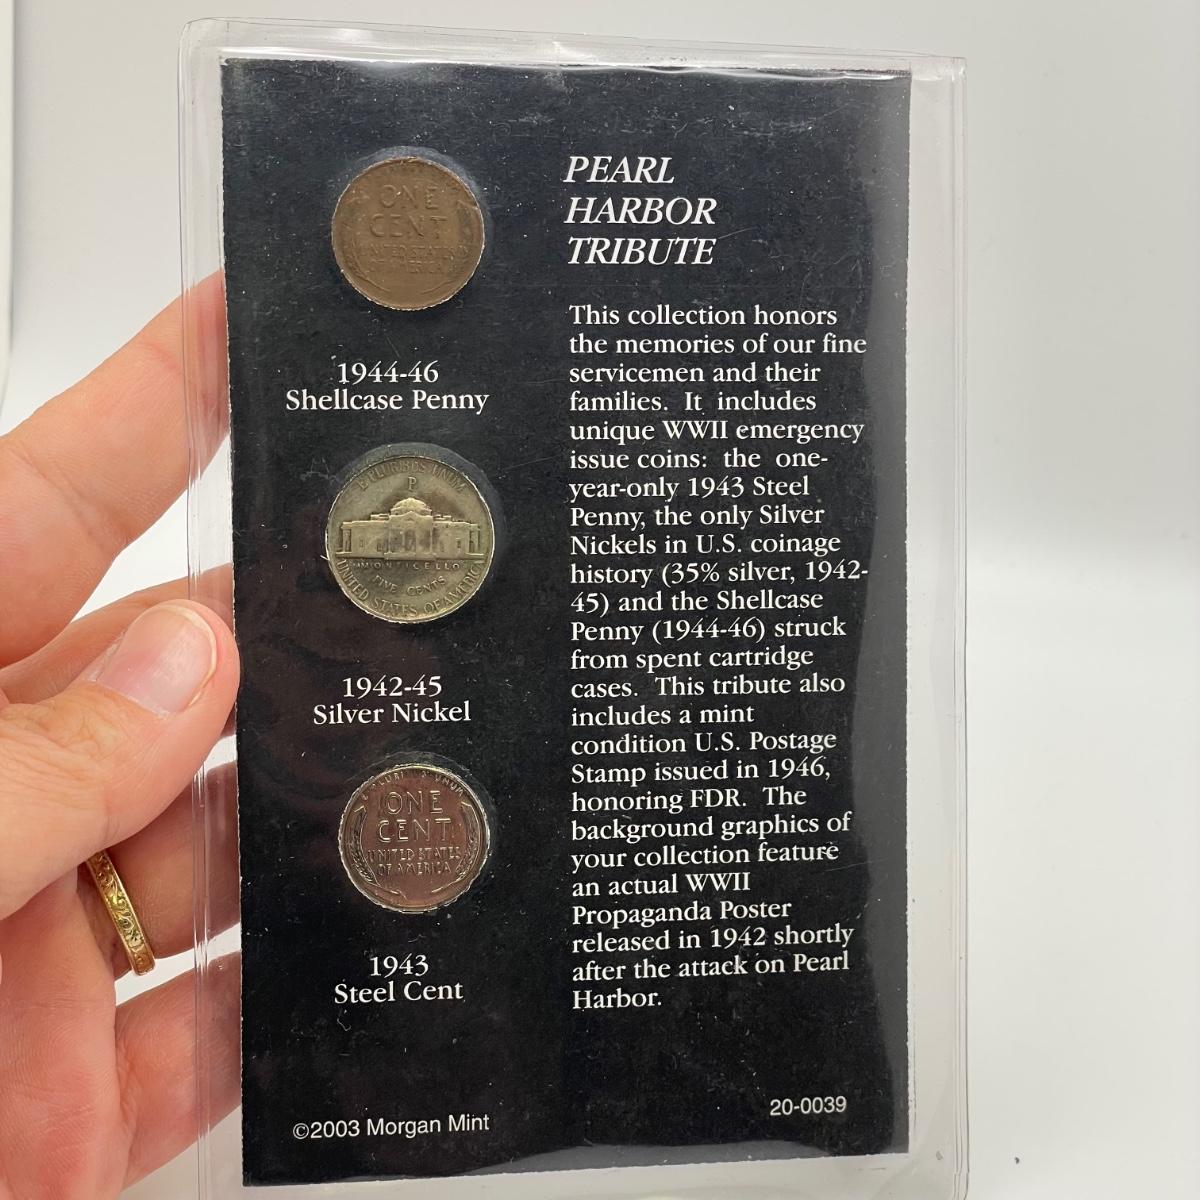 ONE
CENT
UNITED STATES
OF AMERICA
1944-46
Shellcase Penny
E PLURIBUS UNUM
P
MONTICELLO
FIVE CENTS
UNITED STATES OF AMERICA
1942-45
Silver Nickel
E PLURIBUS UNUM
ONE
CENT
UNITED STATES
OF AMERICA
1943
Steel Cent
©2003 Morgan Mint
PEARL
HARBOR
TRIBUTE
This collection honors
the memories of our fine
servicemen and their
families. It includes
unique WWII emergency
issue coins: the one-
year-only 1943 Steel
Penny, the only Silver
Nickels in U.S. coinage
history (35% silver, 1942-
45) and the Shellcase
Penny (1944-46) struck
from spent cartridge
cases. This tribute also
includes a mint
condition U.S. Postage
Stamp issued in 1946,
honoring FDR. The
background graphics of
your collection feature
an actual WWII
Propaganda Poster
released in 1942 shortly
after the attack on Pearl
Harbor.
20-0039